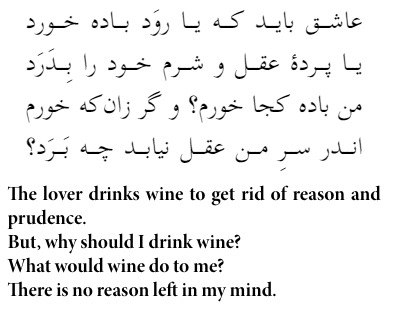 عاشق باید که یا روَد باده خورد
یا پردهٔ عقل و شرم خود را بِدَرَد
من باده کجا خورم؟ و گر زان‌که خورم
اندر سرِ من عقل نیابد چه بَرَد؟
The lover drinks wine to get rid of reason and
prudence.
But, why should I drink wine?
What would wine do to me?
There is no reason left in my mind.